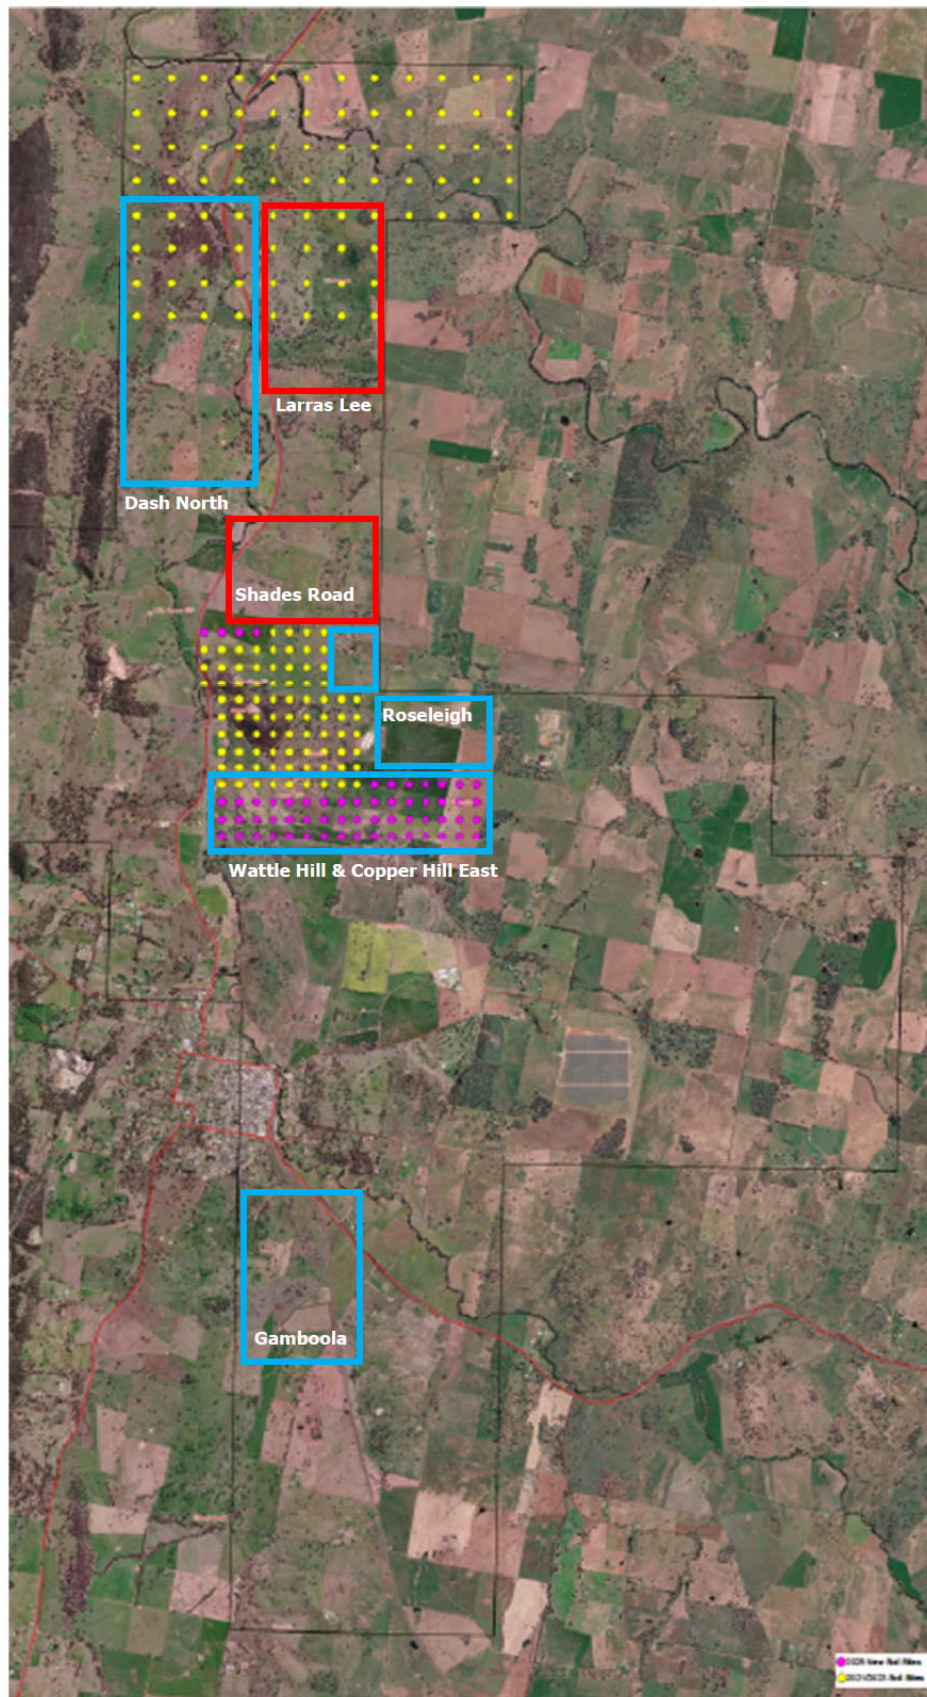 Larras Lee
Dash North
Shades Road
Roseleigh
Wattle Hill & Copper Hill East
Gamboola